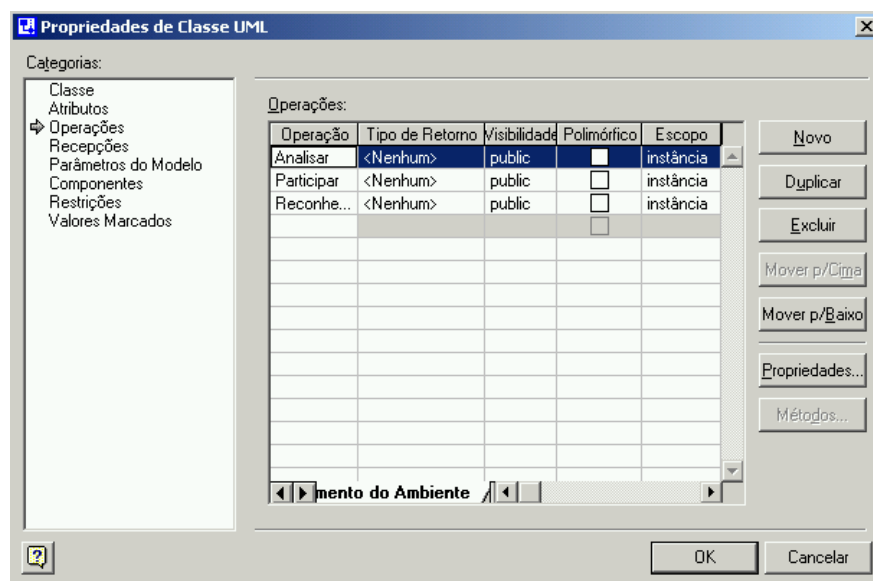 Propriedades de Classe UML
Categorias:
Classe
Atributos
Operações
Recepções
Parâmetros do Modelo
Componentes
Restrições
Valores Marcados
Operações:
Operação Tipo de Retorno Visibilidade Polimórfico Escopo
Analisar <Nenhum> public instância
Participar <Nenhum> public instância
Reconhe... <Nenhum> public instância
mento do Ambiente
Novo
Duplicar
Excluir
Mover p/Cima
Mover p/Baixo
Propriedades...
Métodos...
OK Cancelar